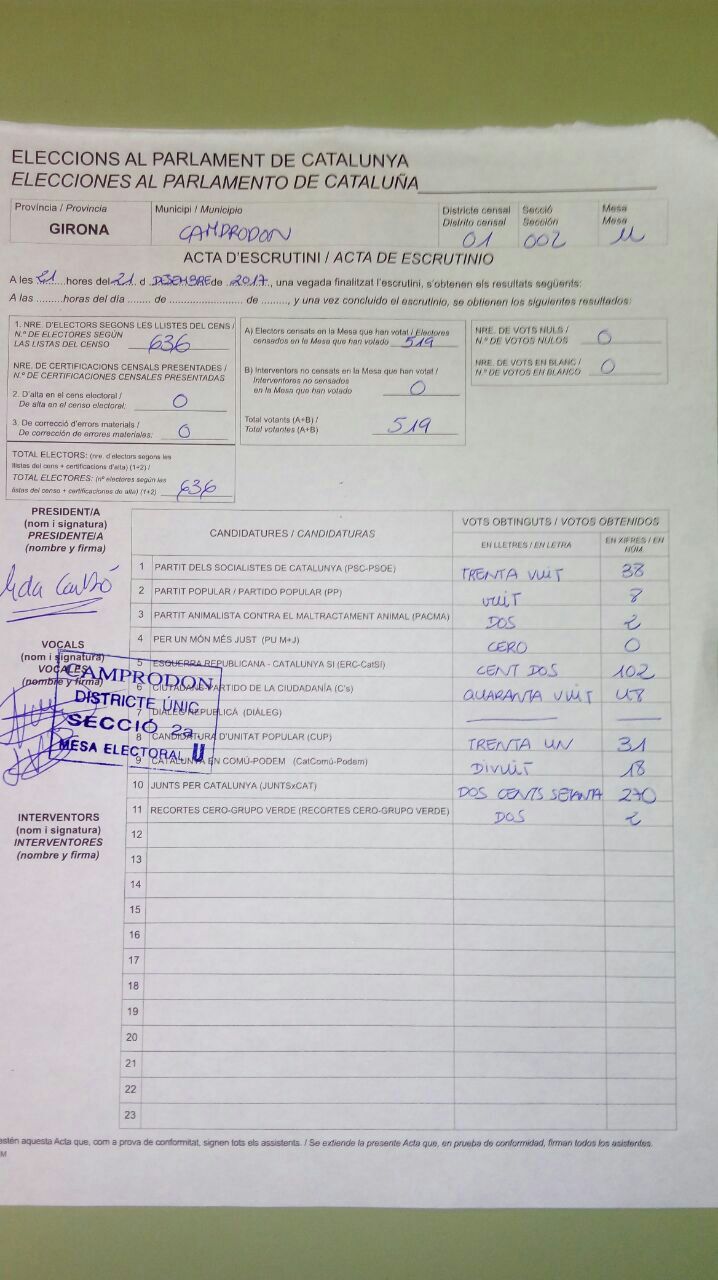 ELECCIONS AL PARLAMENT DE CATALUNYA
ELECCIONES AL PARLAMENTO DE CATALUÑA
Província / Provincia
GIRONA
Municipi / Municipio
CAMPRODON
Districte censal
Distrito censal
01
Secció
Sección
002
Mesa
Mesa
U
ACTA D'ESCRUTINI / ACTA DE ESCRUTINIO
A les 21 hores del 21 d DESEMBRE de 2017, una vegada finalitzat l'escrutini, s'obtenen els resultats següents:
A las .........horas del día ....... de ...................... de ........, y una vez concluido el escrutinio, se obtienen los siguientes resultados:
1. NRE. D'ELECTORS SEGONS LES LLISTES DEL CENS /
N.º DE ELECTORES SEGÚN
LAS LISTAS DEL CENSO 636
NRE. DE CERTIFICACIONS CENSALS PRESENTADES /
N.º DE CERTIFICACIONES CENSALES PRESENTADAS
2. D'alta en el cens electoral /
De alta en el censo electoral: 0
3. De correcció d'errors materials /
De corrección de errores materiales: 0
TOTAL ELECTORS: (nre. d'electors segons les
llistes del cens + certificacions d'alta) (1+2) /
TOTAL ELECTORES: (nº electores según las
listas del censo + certificaciones de alta) (1+2) 636
A) Electors censats en la Mesa que han votat / Electores
censados en la Mesa que han votado 519
B) Interventors no censats en la Mesa que han votat /
Interventores no censados
en la Mesa que han votado 0
Total votants (A+B) /
Total votantes (A+B) 519
NRE. DE VOTS NULS /
N.º DE VOTOS NULOS 0
NRE. DE VOTS EN BLANC /
N.º DE VOTOS EN BLANCO 0
PRESIDENT/A
(nom i signatura)
PRESIDENTE/A
(nombre y firma)
VOCALS
(nom i signatura)
VOCALES
(nombre y firma)
CAMPRODON
DISTRICTE UNIC
SECCIÓ 2a
MESA ELECTORAL U
INTERVENTORS
(nom i signatura)
INTERVENTORES
(nombre y firma)
CANDIDATURES / CANDIDATURAS
VOTS OBTINGUTS / VOTOS OBTENIDOS
EN LLETRES / EN LETRA
EN XIFRES / EN NÚM.
1 PARTIT DELS SOCIALISTES DE CATALUNYA (PSC-PSOE) TRENTA VUIT 38
2 PARTIT POPULAR / PARTIDO POPULAR (PP) VUIT 8
3 PARTIT ANIMALISTA CONTRA EL MALTRACTAMENT ANIMAL (PACMA) DOS 2
4 PER UN MÓN MÉS JUST (PU M+J) CERO 0
5 ESQUERRA REPUBLICANA - CATALUNYA SI (ERC-CatSí) CENT DOS 102
6 CIUTADANS-PARTIDO DE LA CIUDADANÍA (C's) QUARANTA VUIT 48
7 DIÀLEG REPUBLICÀ (DIÀLEG)
8 CANDIDATURA D'UNITAT POPULAR (CUP) TRENTA UN 31
9 CATALUNYA EN COMÚ-PODEM (CatComú-Podem) DIVUIT 18
10 JUNTS PER CATALUNYA (JUNTSxCAT) DOS CENTS SETANTA 270
11 RECORTES CERO-GRUPO VERDE (RECORTES CERO-GRUPO VERDE) DOS 2
12
13
14
15
16
17
18
19
20
21
22
23
aquesta Acta que, com a prova de conformitat, signen tots els assistents. / Se extiende la presente Acta que, en prueba de conformidad, firman todos los asistentes.